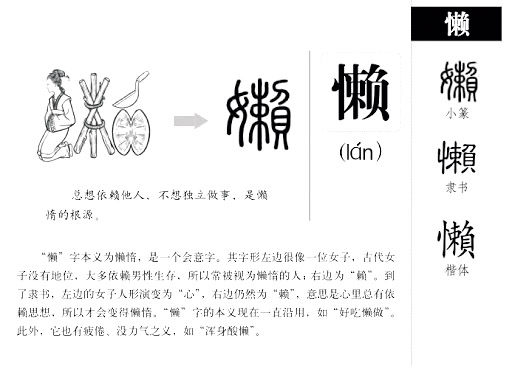 嬾
懒
(lán)
总想依赖他人、不想独立做事，是懒
惰的根源。
“懒”字本义为懒惰，是一个会意字。其字形左边很像一位女子，古代女
子没有地位，大多依赖男性生存，所以常被视为懒惰的人；右边为“赖”。到
了隶书，左边的女子人形演变为“心”，右边仍然为“赖”，意思是心里总有依
赖思想，所以才会变得懒惰。“懒”字的本义现在一直沿用，如“好吃懒做”。
此外，它也有疲倦、没力气之义，如“浑身酸懒”。
懒
嬾
小篆
懶
隶书
懶
楷体